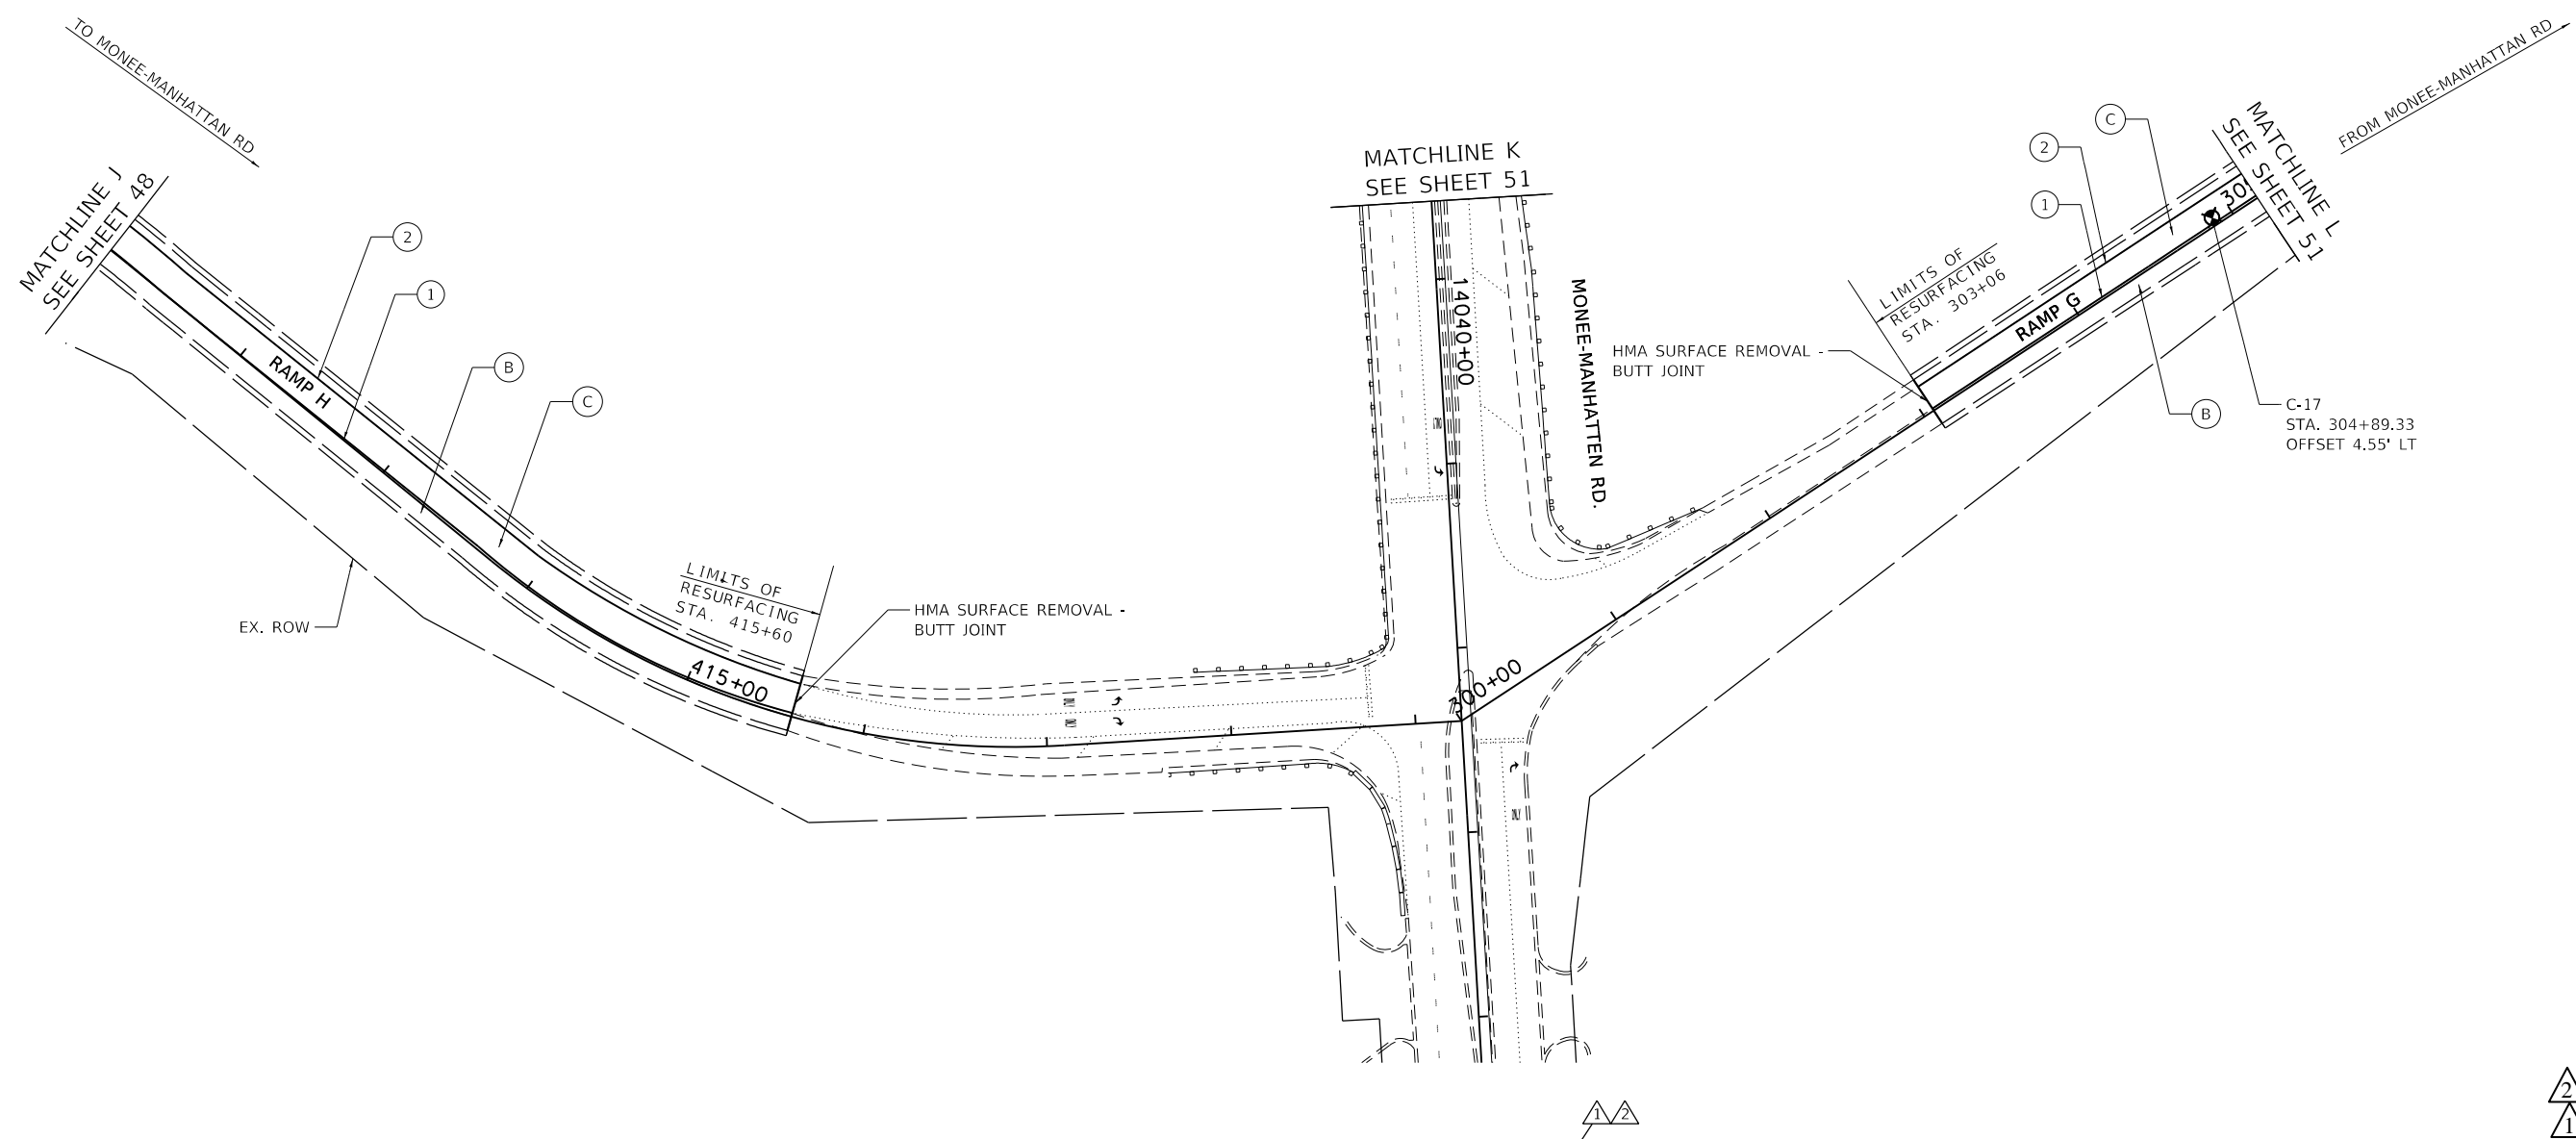 TO MONEE-MANHATTAN RD
FROM MONEE-MANHATTAN RD
MATCHLINE J
SEE SHEET 48
2
1
RAMP H
B
C
EX. ROW
LIMITS OF
RESURFACING
STA. 415+60
415+00
HMA SURFACE REMOVAL -
BUTT JOINT
MATCHLINE K
SEE SHEET 51
14040+00
MONEE-MANHATTEN RD.
300+00
HMA SURFACE REMOVAL -
BUTT JOINT
LIMITS OF
RESURFACING
STA. 303+06
RAMP G
C
2
1
MATCHLINE L
SEE SHEET 51
B
C-17
STA. 304+89.33
OFFSET 4.55' LT
1 2
2
1